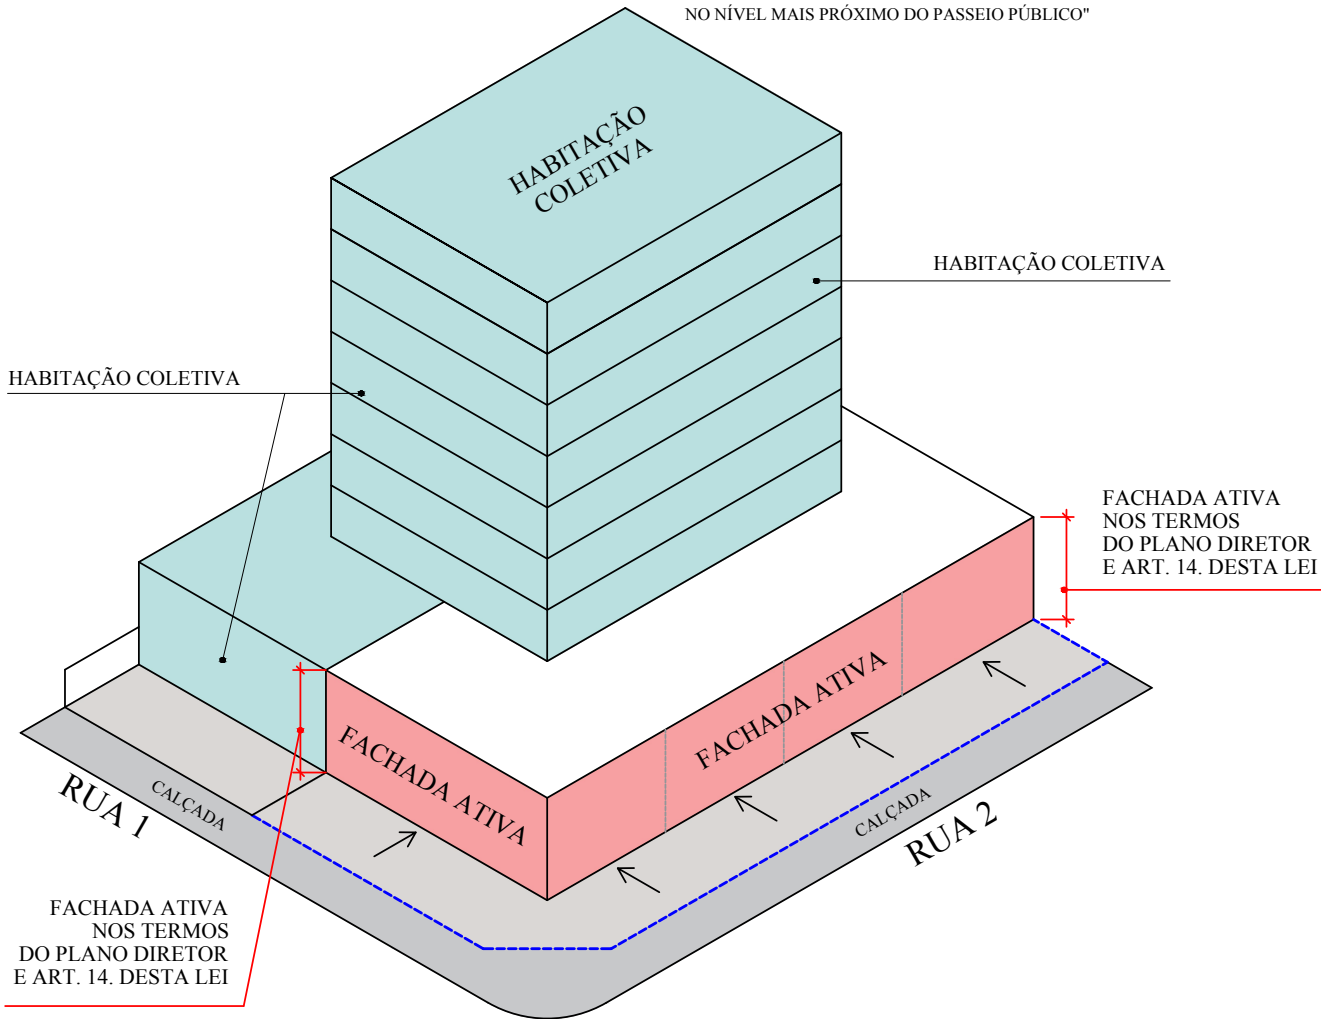 NO NÍVEL MAIS PRÓXIMO DO PASSEIO PÚBLICO"
HABITAÇÃO
COLETIVA
HABITAÇÃO COLETIVA
HABITAÇÃO COLETIVA
FACHADA ATIVA
NOS TERMOS
DO PLANO DIRETOR
E ART. 14. DESTA LEI
FACHADA ATIVA
FACHADA ATIVA
CALÇADA
RUA 1
CALÇADA
RUA 2
FACHADA ATIVA
NOS TERMOS
DO PLANO DIRETOR
E ART. 14. DESTA LEI